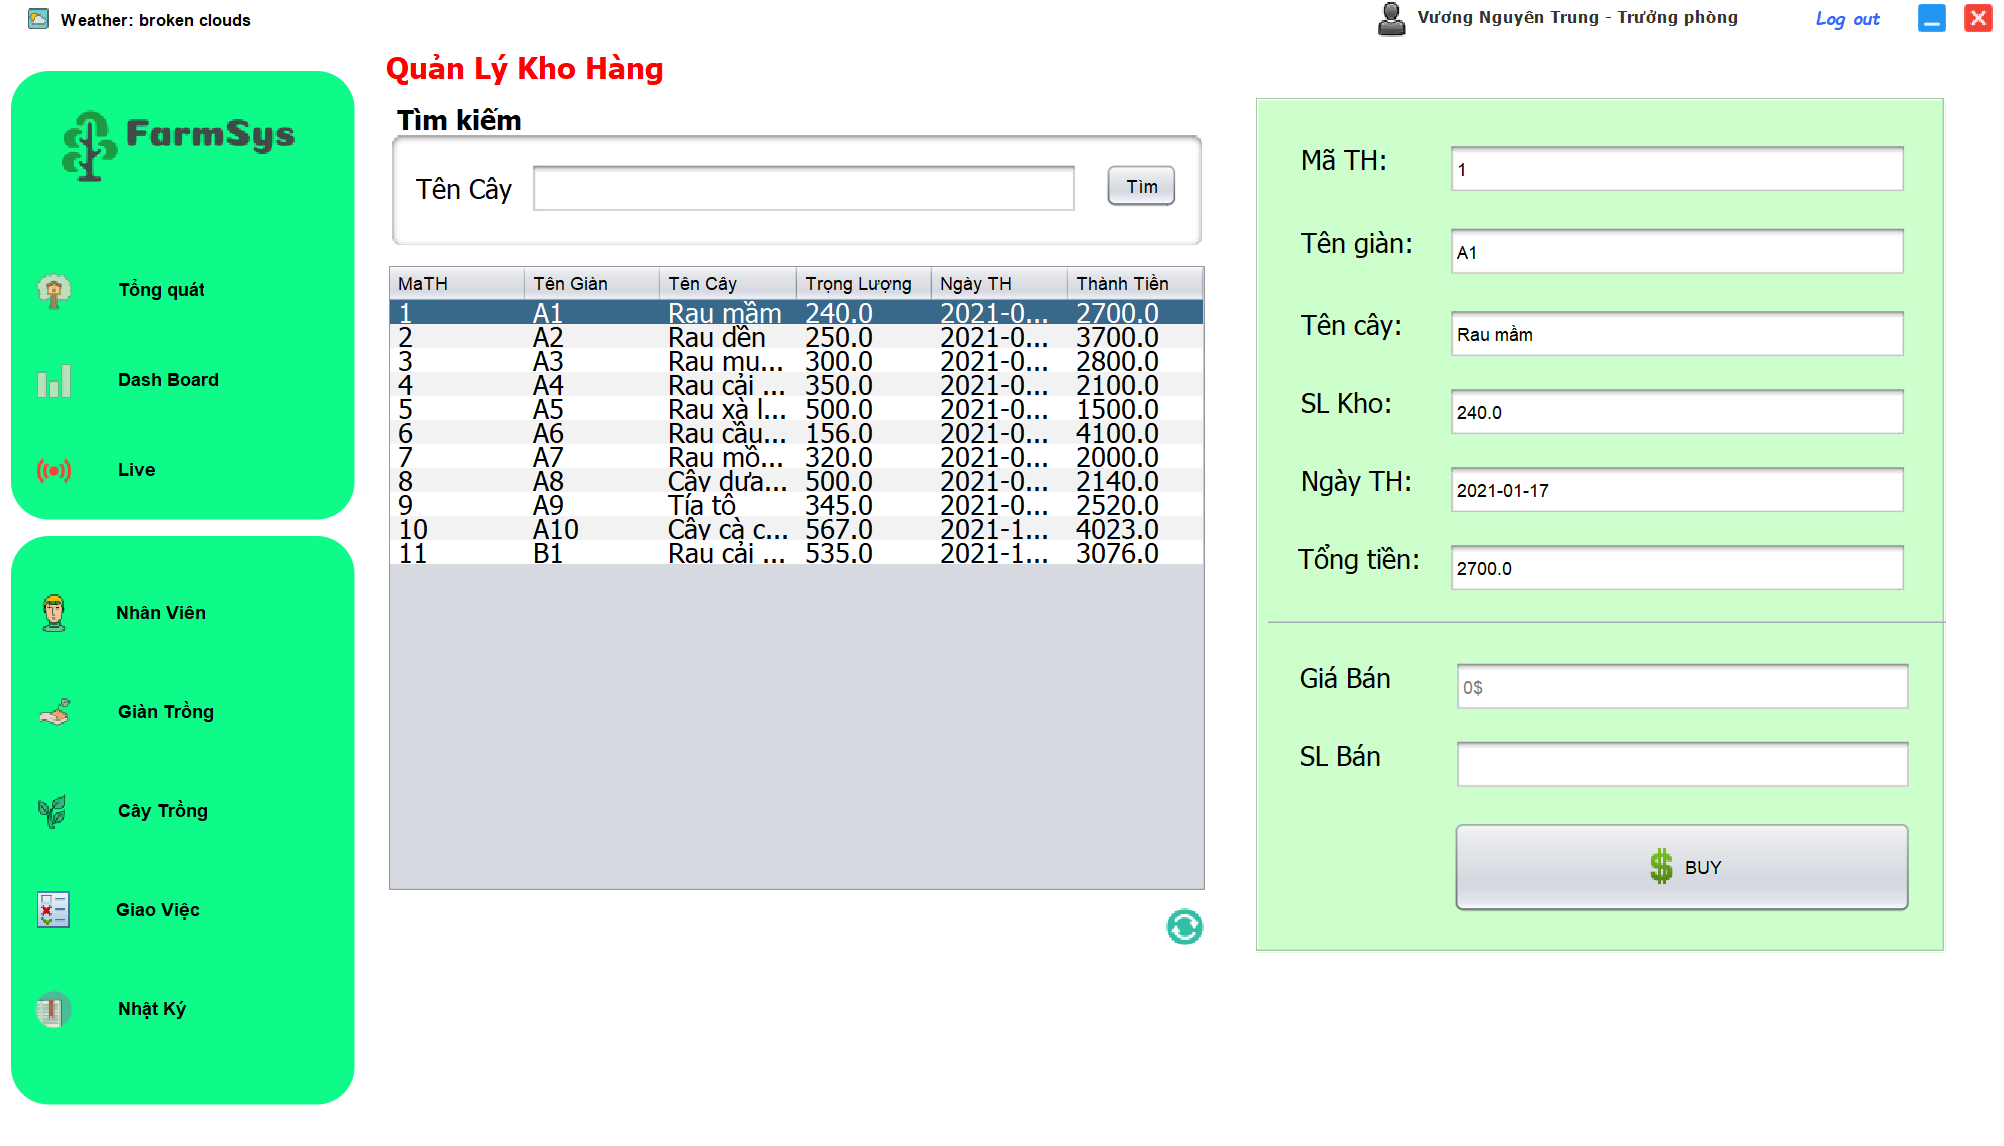 Weather: broken clouds
Vương Nguyên Trung - Trưởng phòng
Log out
FarmSys
Tổng quát
Dash Board
Live
Nhân Viên
Giàn Trồng
Cây Trồng
Giao Việc
Nhật Ký
Quản Lý Kho Hàng
Tìm kiếm
Tên Cây
Tìm
MaTH Tên Giàn Tên Cây Trọng Lượng Ngày TH Thành Tiền
1 A1 Rau mầm 240.0 2021-0... 2700.0
2 A2 Rau dền 250.0 2021-0... 3700.0
3 A3 Rau mu... 300.0 2021-0... 2800.0
4 A4 Rau cải ... 350.0 2021-0... 2100.0
5 A5 Rau xà l... 500.0 2021-0... 1500.0
6 A6 Rau cầu... 156.0 2021-0... 4100.0
7 A7 Rau mồ... 320.0 2021-0... 2000.0
8 A8 Cây dưa... 500.0 2021-0... 2140.0
9 A9 Tía tô 345.0 2021-0... 2520.0
10 A10 Cây cà c... 567.0 2021-1... 4023.0
11 B1 Rau cải ... 535.0 2021-1... 3076.0
Mã TH: 1
Tên giàn: A1
Tên cây: Rau mầm
SL Kho: 240.0
Ngày TH: 2021-01-17
Tổng tiền: 2700.0
Giá Bán 0$
SL Bán
$ BUY